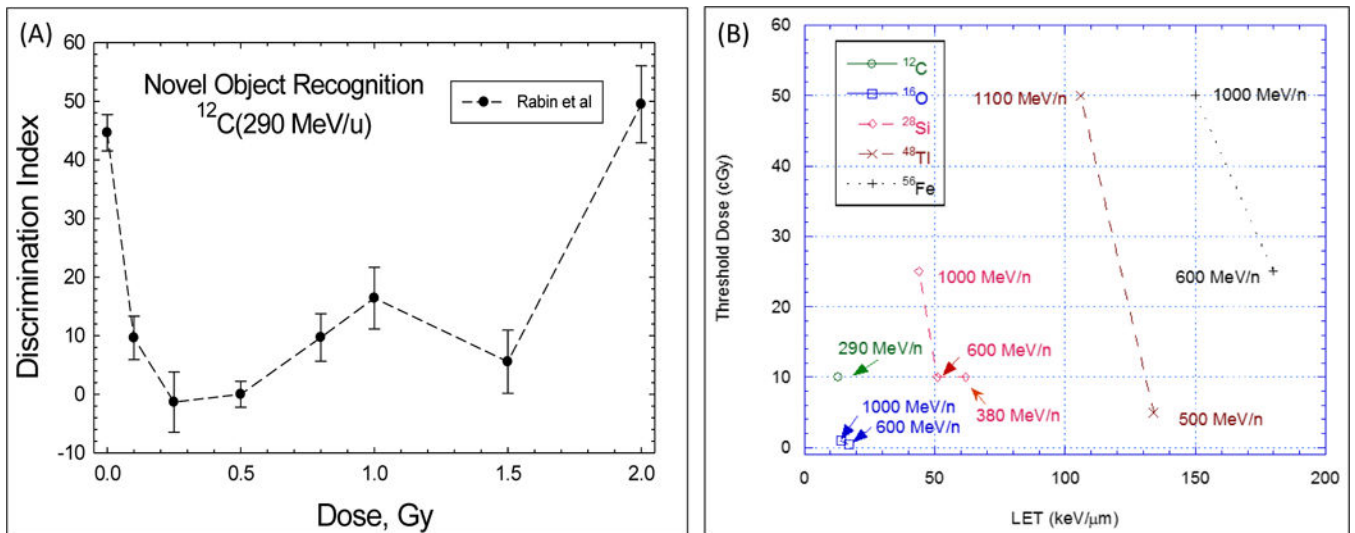 (A)
Novel Object Recognition
¹²C(290 MeV/u)
Rabin et al
Discrimination Index
60
50
40
30
20
10
0
-10
0.0 0.5 1.0 1.5 2.0
Dose, Gy
(B)
¹²C
¹⁶O
²⁸Si
⁴⁸TI
⁵⁶Fe
1100 MeV/n
1000 MeV/n
600 MeV/n
1000 MeV/n
290 MeV/n
600 MeV/n
380 MeV/n
1000 MeV/n
600 MeV/n
500 MeV/n
Threshold Dose (cGy)
60
50
40
30
20
10
0
0 50 100 150 200
LET (keV/μm)